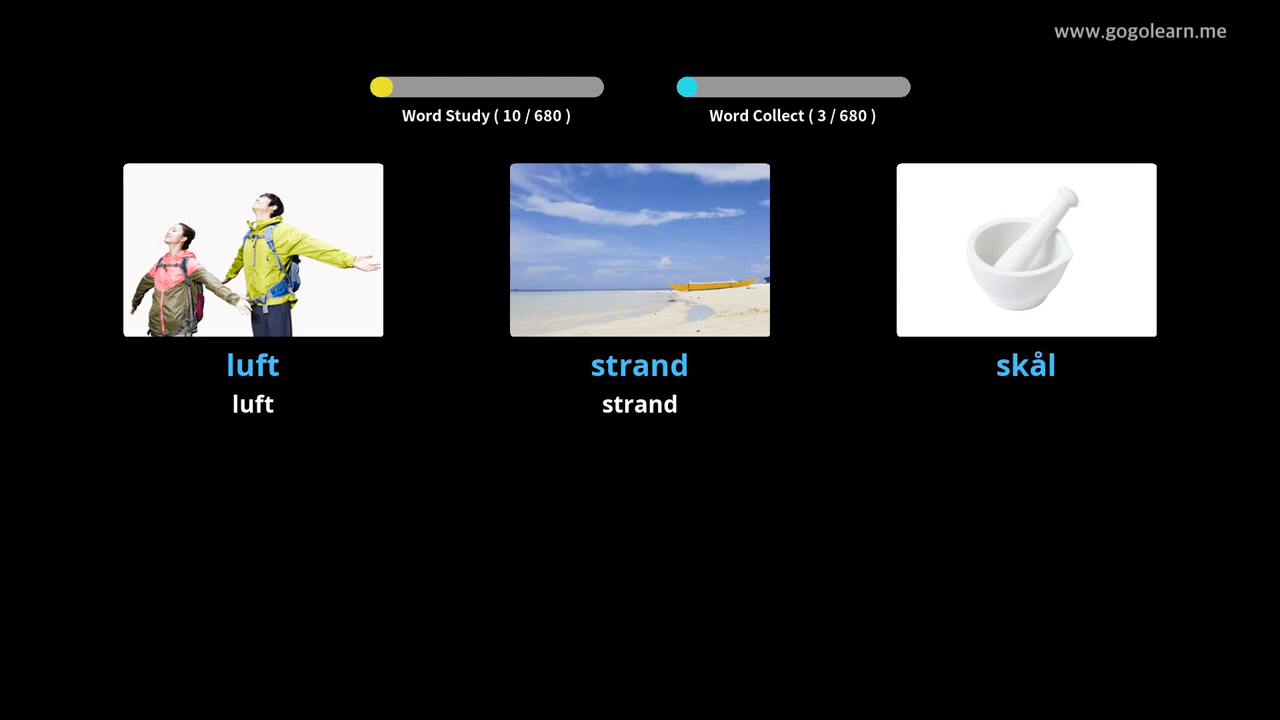 www.gogolearn.me
Word Study ( 10 / 680 )
Word Collect ( 3 / 680 )
luft
strand
skål
luft
strand